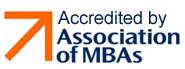 Accredited by
Association
of MBAs